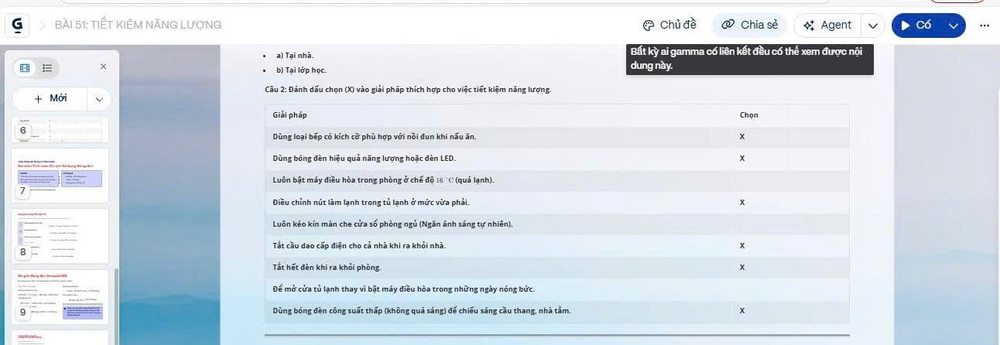 G
BÀI 51: TIẾT KIỆM NĂNG LƯỢNG
Chủ đề
Chia sẻ
Agent
Có
Bất kỳ ai gamma có liên kết đều có thể xem được nội
dung này.
Mới
6
7
8
9
a) Tại nhà.
b) Tại lớp học.
Câu 2: Đánh dấu chọn (X) vào giải pháp thích hợp cho việc tiết kiệm năng lượng.
Giải pháp Chọn
Dùng loại bếp có kích cỡ phù hợp với nồi đun khi nấu ăn. X
Dùng bóng đèn hiệu quả năng lượng hoặc đèn LED. X
Luôn bật máy điều hòa trong phòng ở chế độ 16 °C (quá lạnh).
Điều chỉnh nút làm lạnh trong tủ lạnh ở mức vừa phải. X
Luôn kéo kín màn che cửa sổ phòng ngủ (Ngăn ánh sáng tự nhiên).
Tắt cầu dao cấp điện cho cả nhà khi ra khỏi nhà. X
Tắt hết đèn khi ra khỏi phòng. X
Để mở cửa tủ lạnh thay vì bật máy điều hòa trong những ngày nóng bức.
Dùng bóng đèn công suất thấp (không quá sáng) để chiếu sáng cầu thang, nhà tắm. X